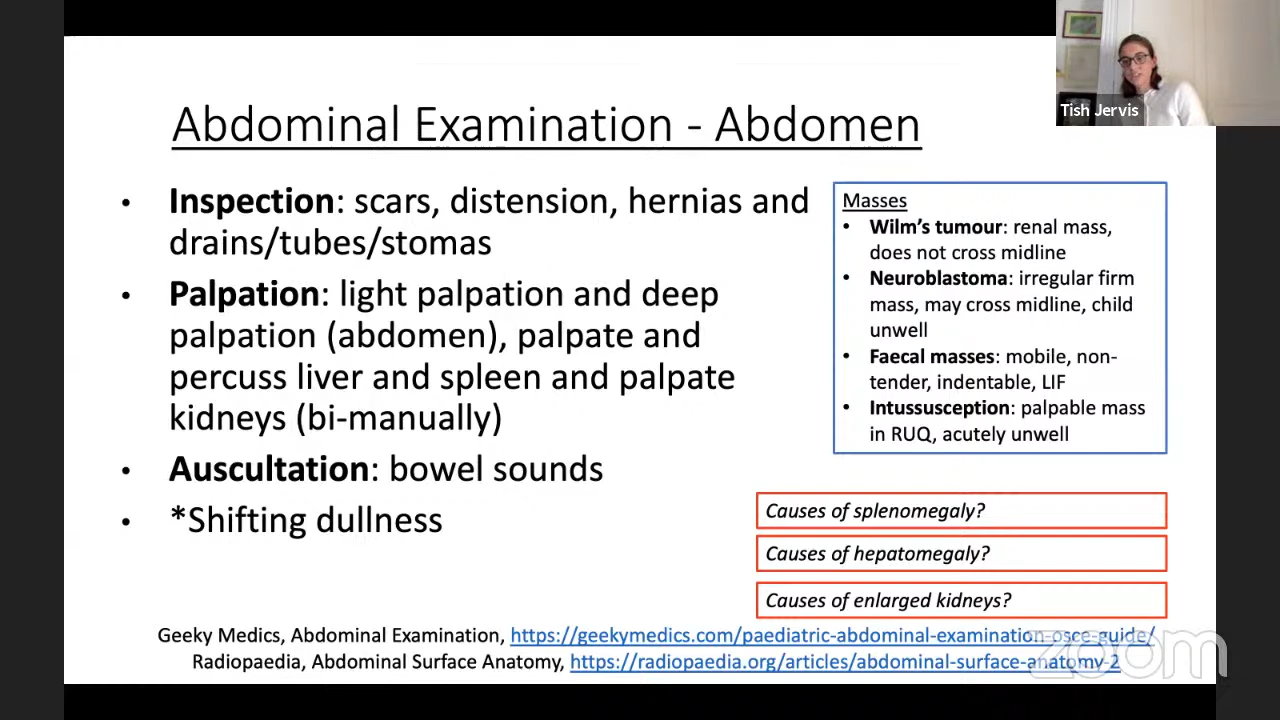 Tish Jervis
Abdominal Examination - Abdomen
• Inspection: scars, distension, hernias and
drains/tubes/stomas
• Palpation: light palpation and deep
palpation (abdomen), palpate and
percuss liver and spleen and palpate
kidneys (bi-manually)
• Auscultation: bowel sounds
• *Shifting dullness
Masses
• Wilm's tumour: renal mass,
does not cross midline
• Neuroblastoma: irregular firm
mass, may cross midline, child
unwell
• Faecal masses: mobile, non-
tender, indentable, LIF
• Intussusception: palpable mass
in RUQ, acutely unwell
Causes of splenomegaly?
Causes of hepatomegaly?
Causes of enlarged kidneys?
Geeky Medics, Abdominal Examination, https://geekymedics.com/paediatric-abdominal-examination-osce-guide/
Radiopaedia, Abdominal Surface Anatomy, https://radiopaedia.org/articles/abdominal-surface-anatomy-2
zoom